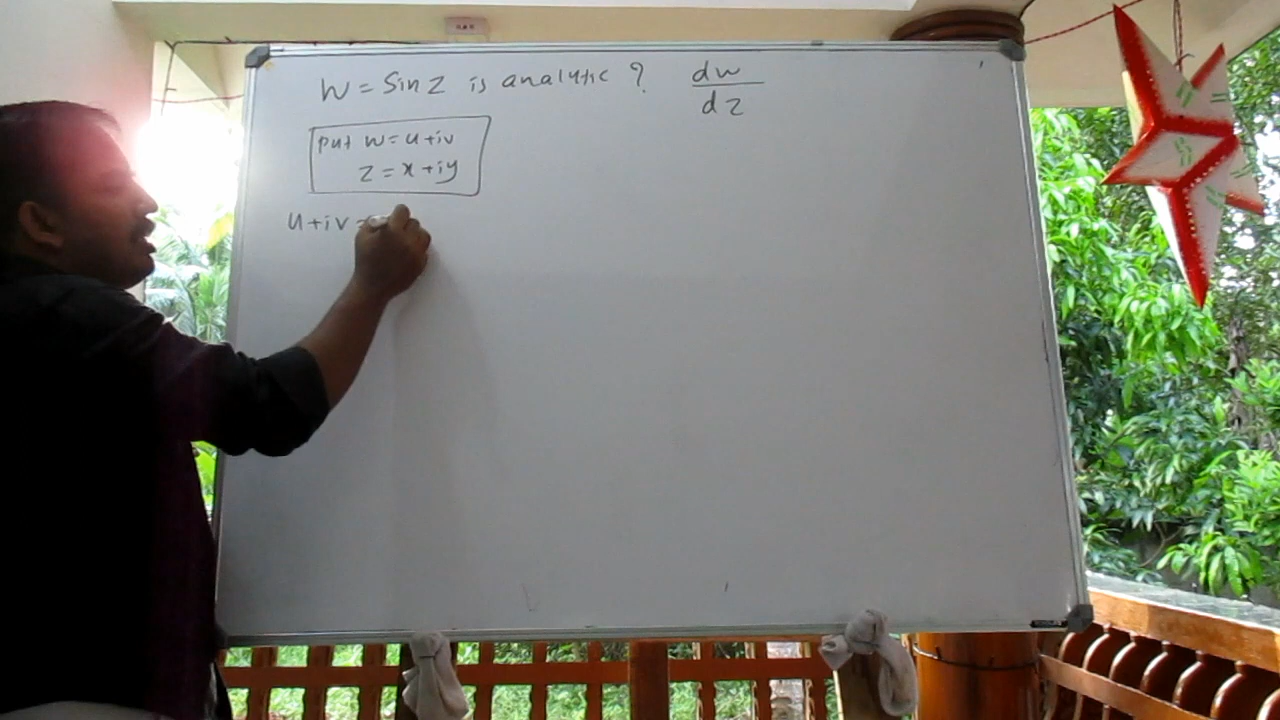 W = Sin Z is analytic ? dw/dz
put w = u+iv
z = x+iy
u+iv =